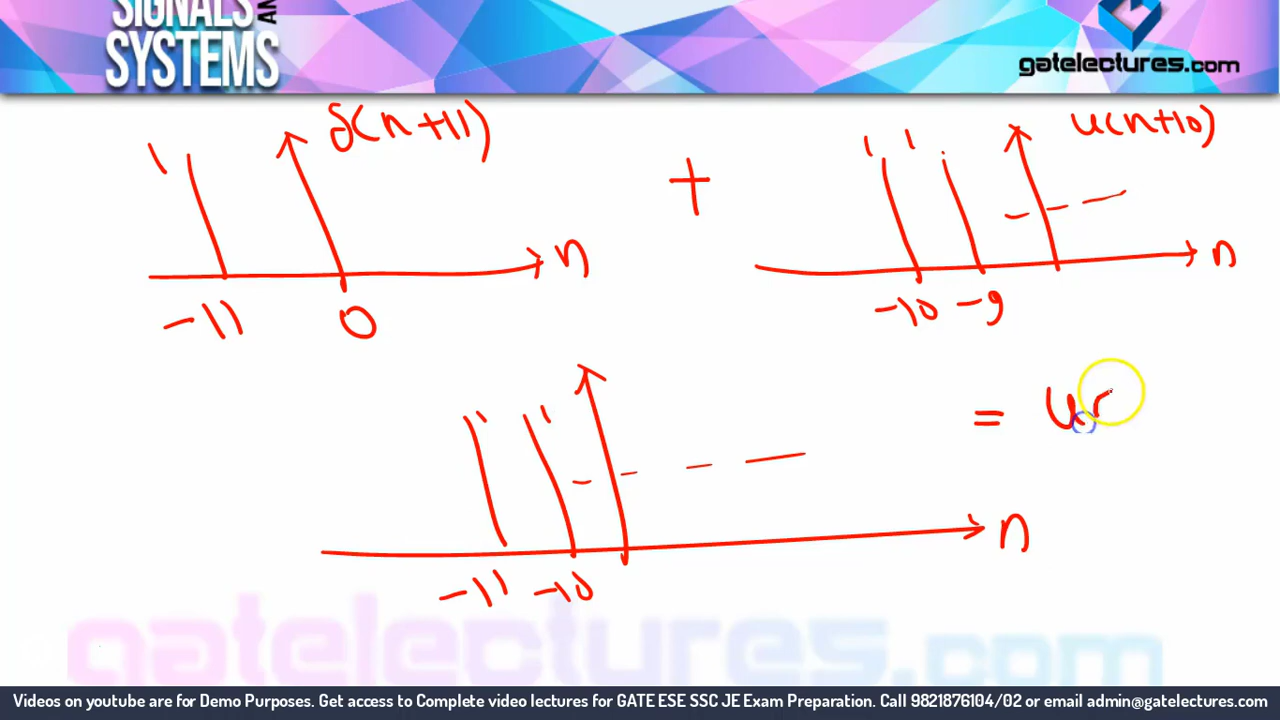 SIGNALS AND
SYSTEMS
gatelectures.com
δ(n+11)
+
u(n+10)
1
1 1
n
n
-11 0
-10 -9
1 1
= u
n
-11 -10
gatelectures.com
Videos on youtube are for Demo Purposes. Get access to Complete video lectures for GATE ESE SSC JE Exam Preparation. Call 9821876104/02 or email admin@gatelectures.com